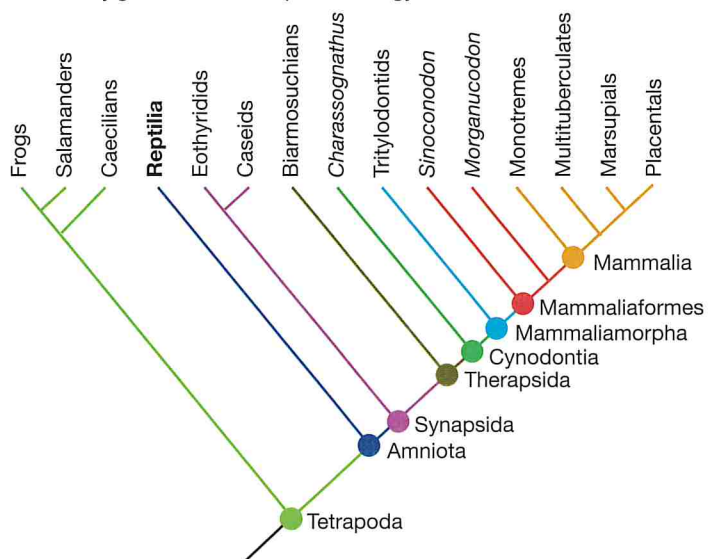 Frogs
Salamanders
Caecilians
Reptilia
Eothyridids
Caseids
Biarmosuchians
Charassognathus
Tritylodontids
Sinoconodon
Morganucodon
Monotremes
Multituberculates
Marsupials
Placentals
Mammalia
Mammaliaformes
Mammaliamorpha
Cynodontia
Therapsida
Synapsida
Amniota
Tetrapoda